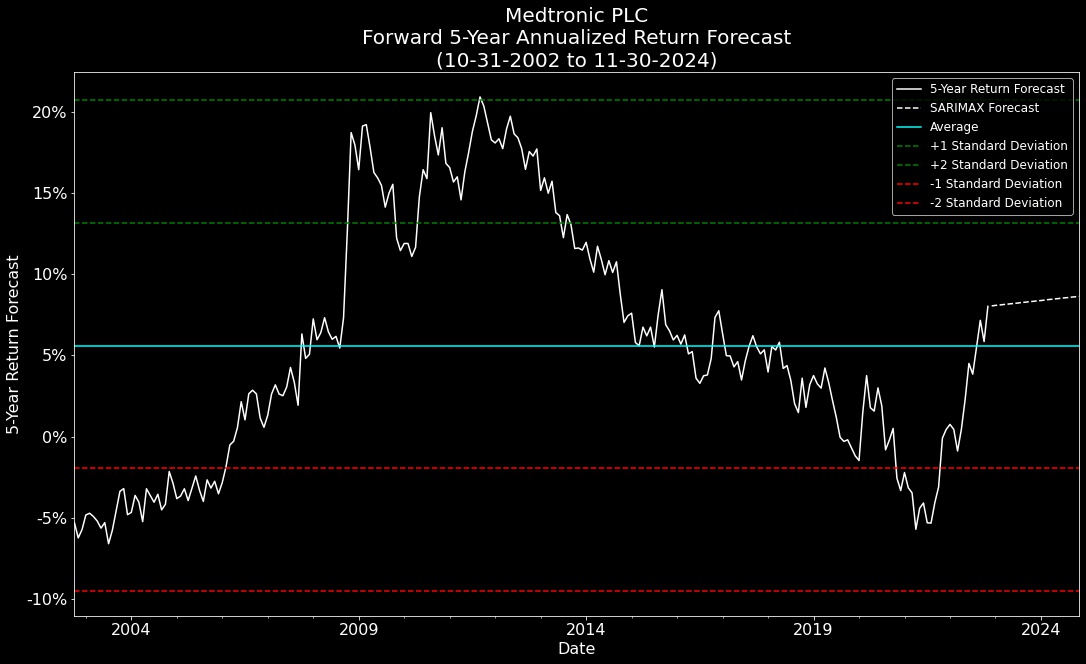 Medtronic PLC
Forward 5-Year Annualized Return Forecast
(10-31-2002 to 11-30-2024)
5-Year Return Forecast
SARIMAX Forecast
Average
+1 Standard Deviation
+2 Standard Deviation
-1 Standard Deviation
-2 Standard Deviation
5-Year Return Forecast
20%
15%
10%
5%
0%
-5%
-10%
2004
2009
2014
2019
2024
Date